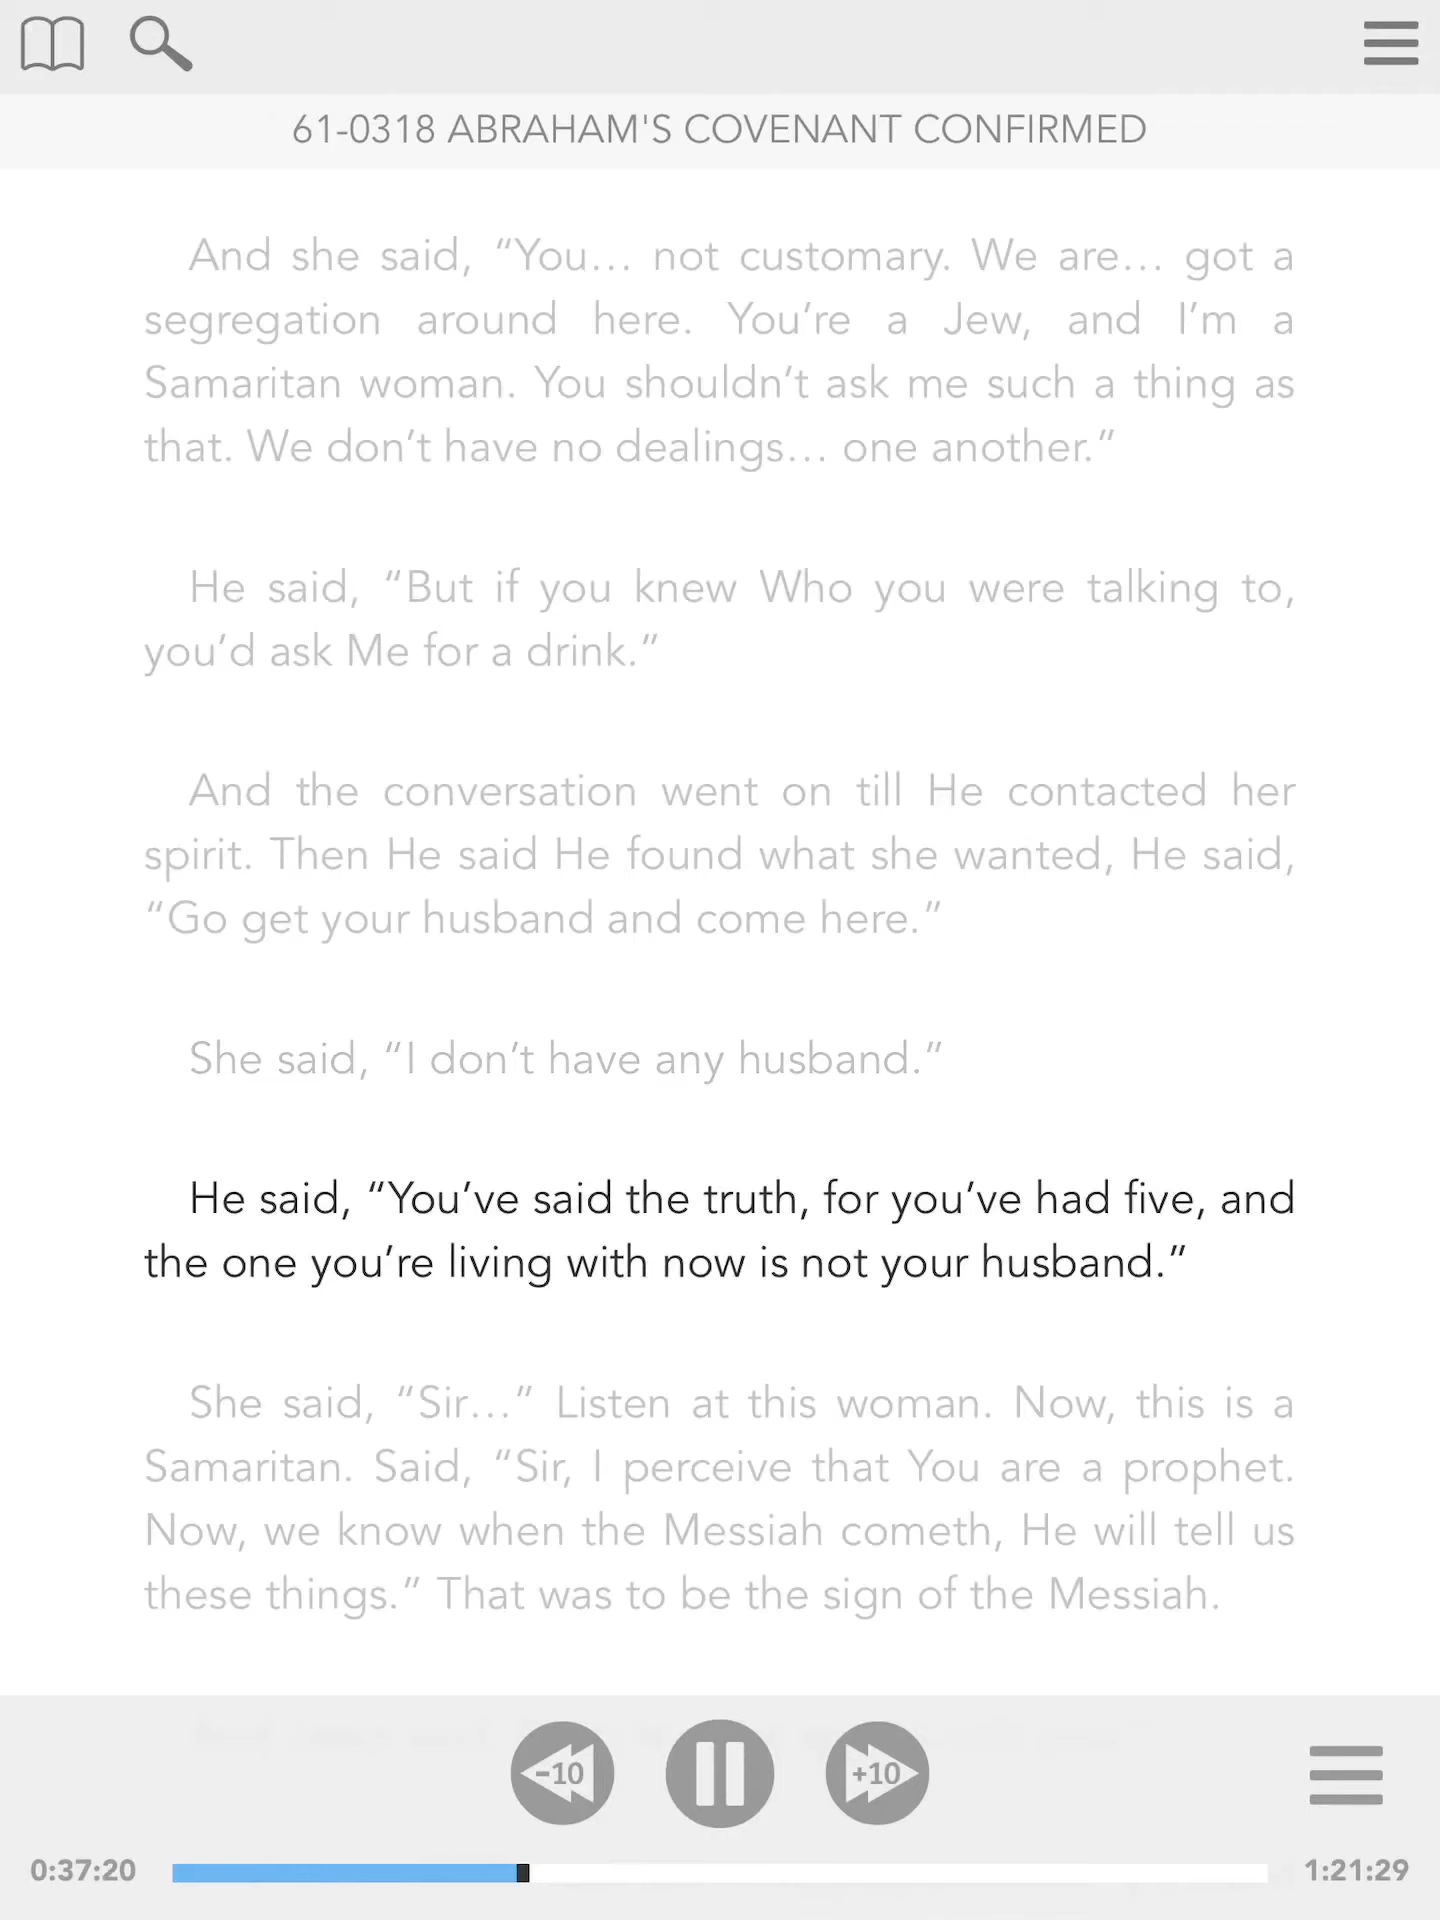 61-0318 ABRAHAM'S COVENANT CONFIRMED
And she said, “You… not customary. We are… got a
segregation around here. You’re a Jew, and I’m a
Samaritan woman. You shouldn’t ask me such a thing as
that. We don’t have no dealings… one another.”
He said, “But if you knew Who you were talking to,
you’d ask Me for a drink.”
And the conversation went on till He contacted her
spirit. Then He said He found what she wanted, He said,
“Go get your husband and come here.”
She said, “I don’t have any husband.”
He said, “You’ve said the truth, for you’ve had five, and
the one you’re living with now is not your husband.”
She said, “Sir…” Listen at this woman. Now, this is a
Samaritan. Said, “Sir, I perceive that You are a prophet.
Now, we know when the Messiah cometh, He will tell us
these things.” That was to be the sign of the Messiah.
-10 +10
0:37:20 1:21:29